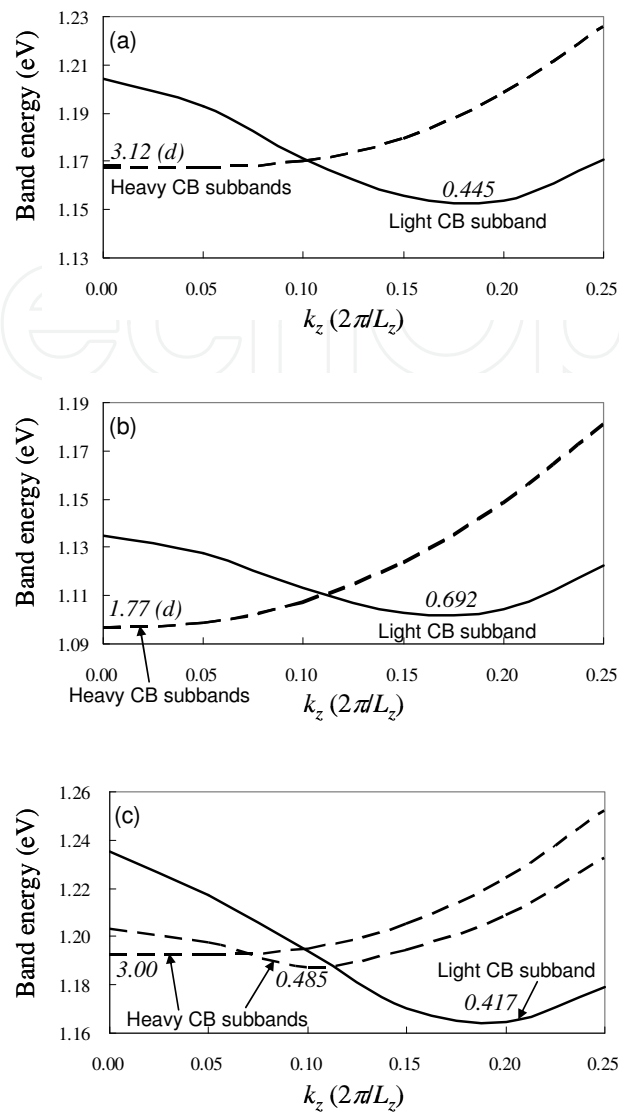 (a)
Band energy (eV)
1.23
1.21
1.19
1.17
1.15
1.13
3.12 (d)
Heavy CB subbands
0.445
Light CB subband
0.00 0.05 0.10 0.15 0.20 0.25
k_z (2π/L_z)
(b)
Band energy (eV)
1.19
1.17
1.15
1.13
1.11
1.09
1.77 (d)
0.692
Light CB subband
Heavy CB subbands
0.00 0.05 0.10 0.15 0.20 0.25
k_z (2π/L_z)
(c)
Band energy (eV)
1.26
1.24
1.22
1.20
1.18
1.16
3.00
0.485
Heavy CB subbands
Light CB subband
0.417
0.00 0.05 0.10 0.15 0.20 0.25
k_z (2π/L_z)